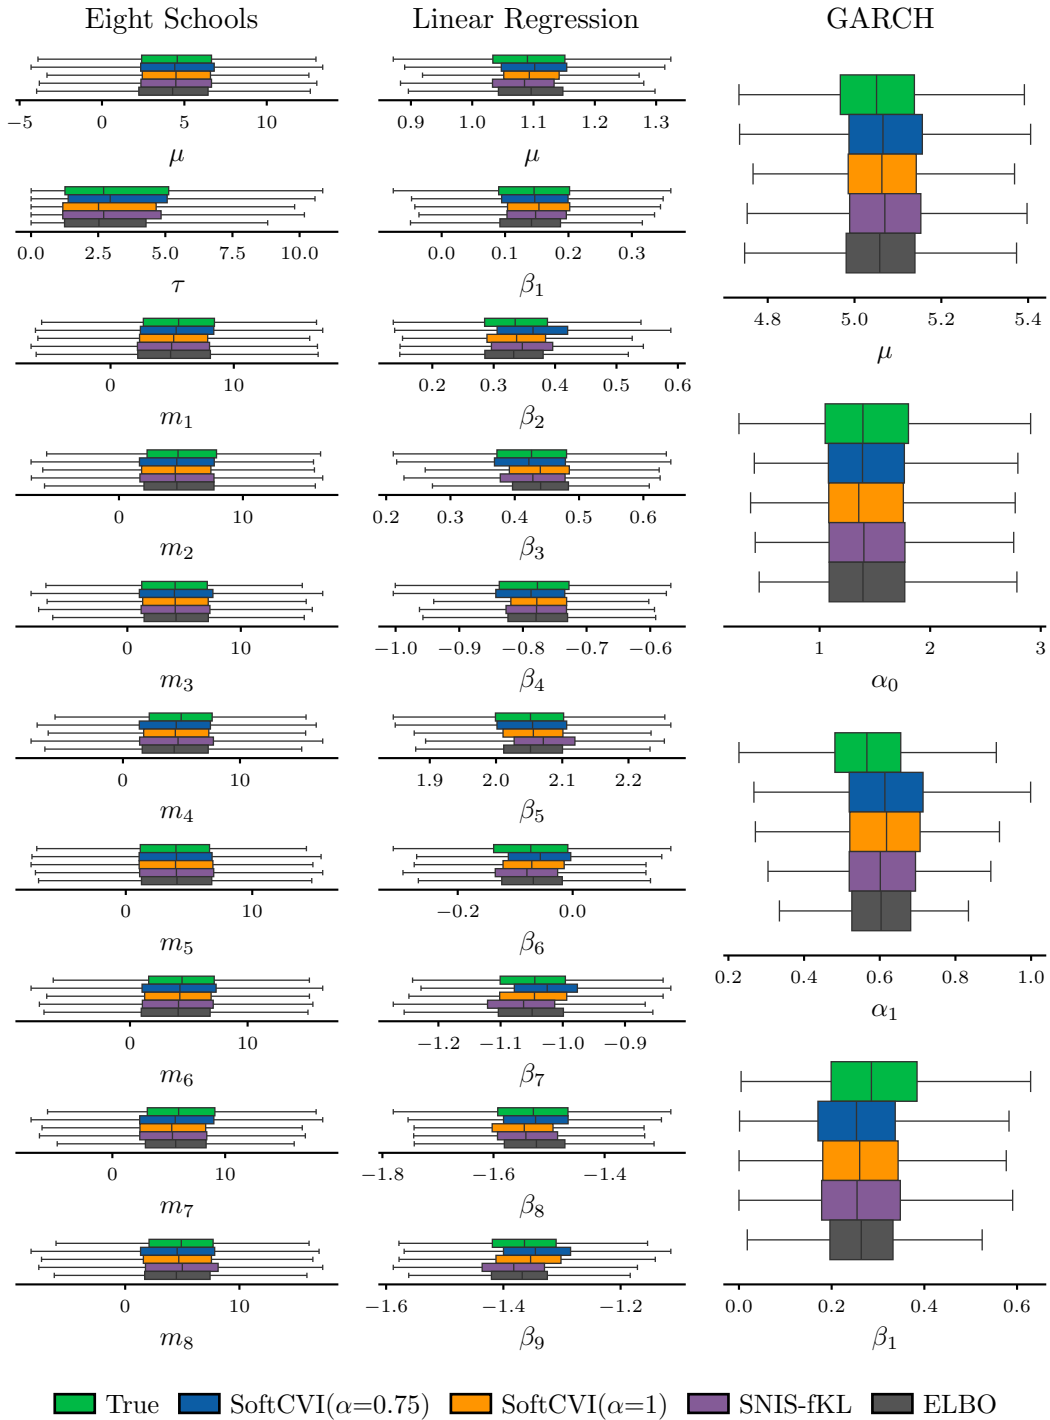 Eight Schools
Linear Regression
GARCH
−5 0 5 10
μ
0.0 2.5 5.0 7.5 10.0
τ
0 10
m₁
0 10
m₂
0 10
m₃
0 10
m₄
0 10
m₅
0 10
m₆
0 10
m₇
0 10
m₈
0.9 1.0 1.1 1.2 1.3
μ
0.0 0.1 0.2 0.3
β₁
0.2 0.3 0.4 0.5 0.6
β₂
0.2 0.3 0.4 0.5 0.6
β₃
−1.0 −0.9 −0.8 −0.7 −0.6
β₄
1.9 2.0 2.1 2.2
β₅
−0.2 0.0
β₆
−1.2 −1.1 −1.0 −0.9
β₇
−1.8 −1.6 −1.4
β₈
−1.6 −1.4 −1.2
β₉
4.8 5.0 5.2 5.4
μ
1 2 3
α₀
0.2 0.4 0.6 0.8 1.0
α₁
0.0 0.2 0.4 0.6
β₁
True SoftCVI(α=0.75) SoftCVI(α=1) SNIS-fKL ELBO